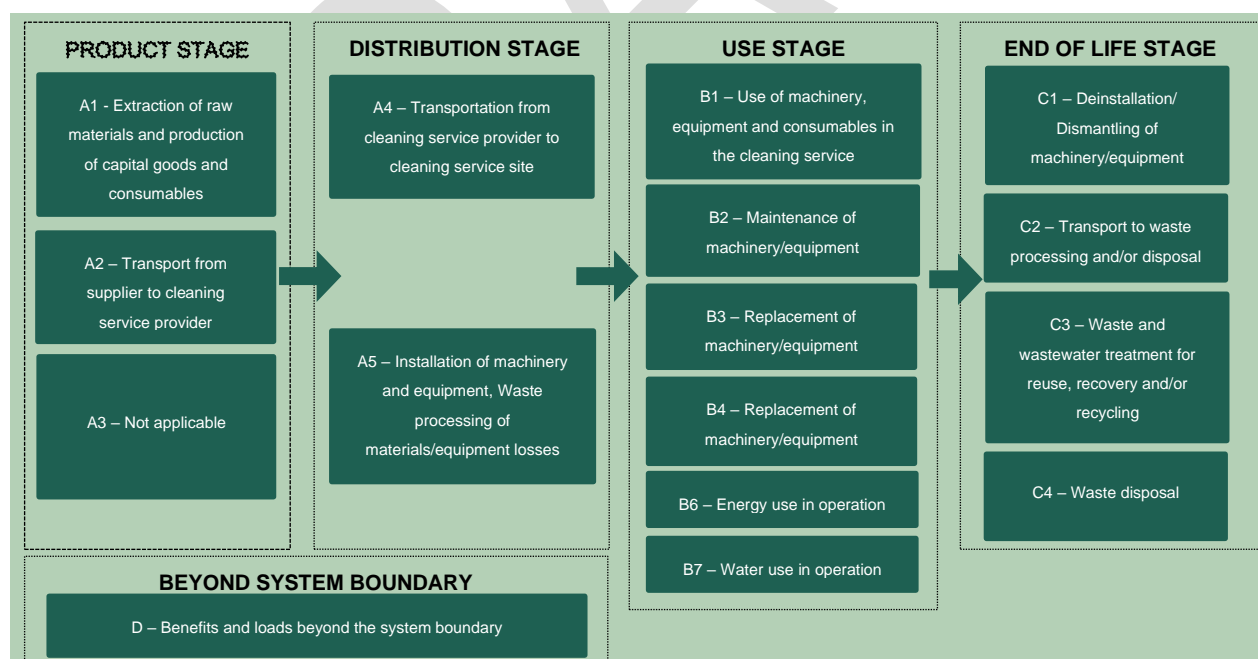 PRODUCT STAGE
A1 - Extraction of raw
materials and production
of capital goods and
consumables
A2 – Transport from
supplier to cleaning
service provider
A3 – Not applicable
DISTRIBUTION STAGE
A4 – Transportation from
cleaning service provider to
cleaning service site
A5 – Installation of machinery
and equipment, Waste
processing of
materials/equipment losses
USE STAGE
B1 – Use of machinery,
equipment and consumables in
the cleaning service
B2 – Maintenance of
machinery/equipment
B3 – Replacement of
machinery/equipment
B4 – Replacement of
machinery/equipment
B6 – Energy use in operation
B7 – Water use in operation
END OF LIFE STAGE
C1 – Deinstallation/
Dismantling of
machinery/equipment
C2 – Transport to waste
processing and/or disposal
C3 – Waste and
wastewater treatment for
reuse, recovery and/or
recycling
C4 – Waste disposal
BEYOND SYSTEM BOUNDARY
D – Benefits and loads beyond the system boundary